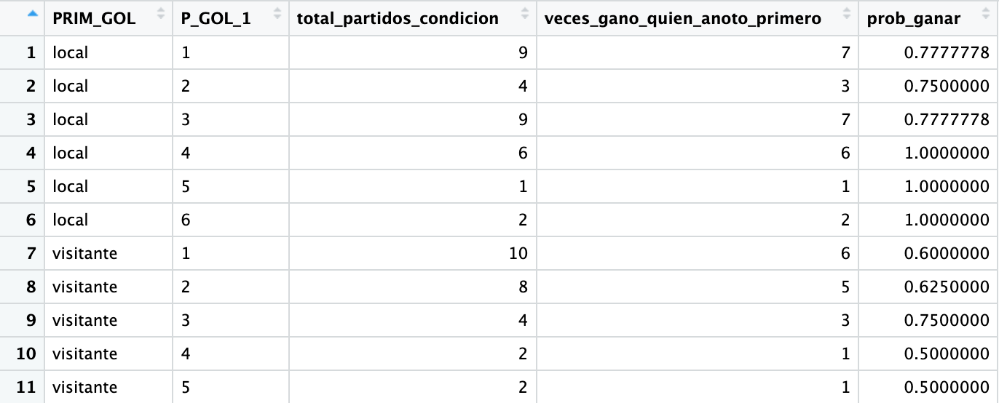 PRIM_GOL P_GOL_1 total_partidos_condicion veces_gano_quien_anoto_primero prob_ganar
1 local 1 9 7 0.7777778
2 local 2 4 3 0.7500000
3 local 3 9 7 0.7777778
4 local 4 6 6 1.0000000
5 local 5 1 1 1.0000000
6 local 6 2 2 1.0000000
7 visitante 1 10 6 0.6000000
8 visitante 2 8 5 0.6250000
9 visitante 3 4 3 0.7500000
10 visitante 4 2 1 0.5000000
11 visitante 5 2 1 0.5000000